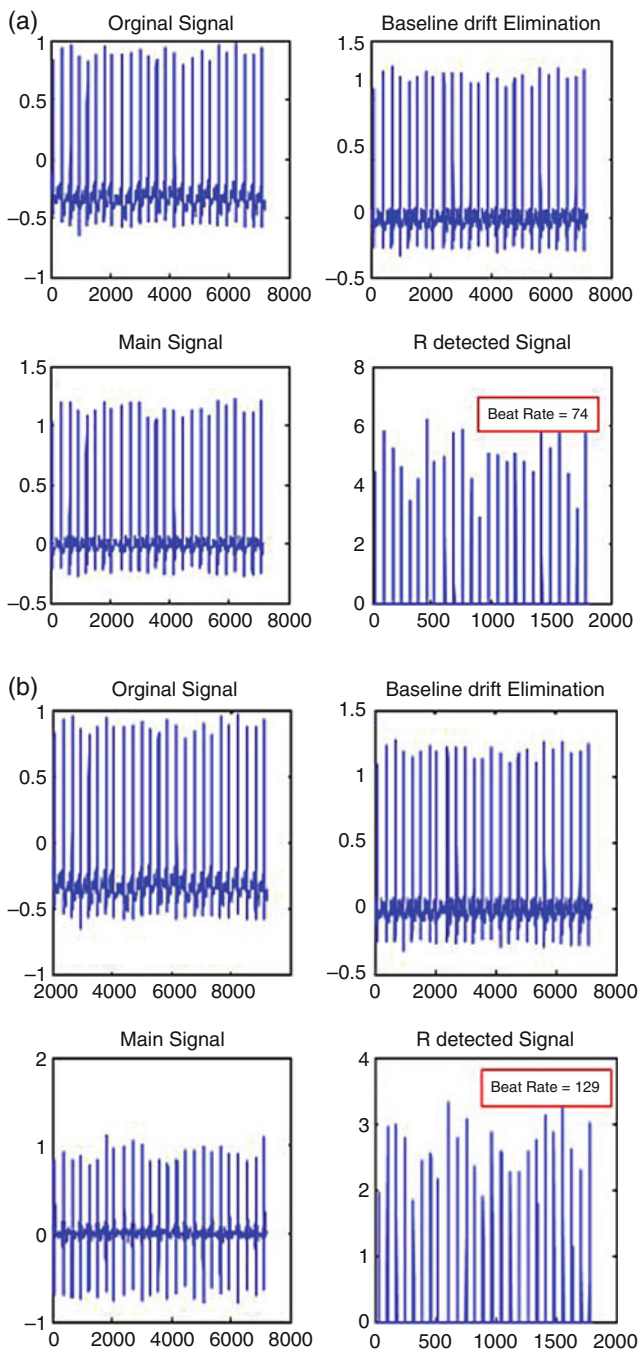 (a)
Orginal Signal
Baseline drift Elimination
1
0.5
0
−0.5
−1
0 2000 4000 6000 8000
1.5
1
0.5
0
−0.5
0 2000 4000 6000 8000
Main Signal
R detected Signal
1.5
1
0.5
0
−0.5
0 2000 4000 6000 8000
8
6
4
2
0
Beat Rate = 74
0 500 1000 1500 2000
(b)
Orginal Signal
Baseline drift Elimination
1
0.5
0
−0.5
−1
2000 4000 6000 8000
1.5
1
0.5
0
−0.5
0 2000 4000 6000 8000
Main Signal
R detected Signal
2
1
0
−1
0 2000 4000 6000 8000
4
3
2
1
0
Beat Rate = 129
0 500 1000 1500 2000